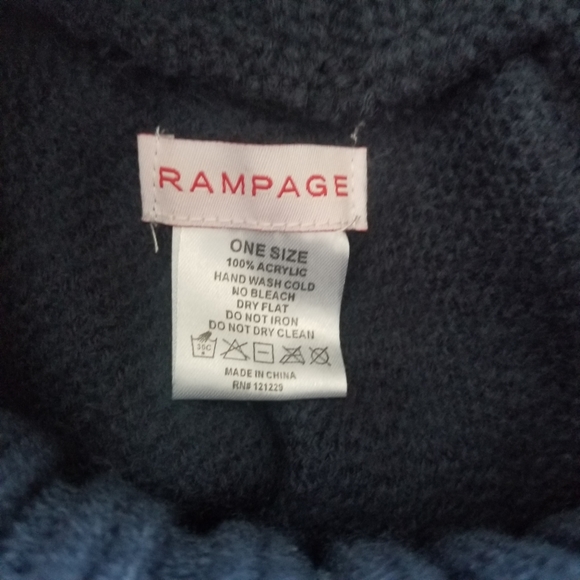 RAMPAGE
ONE SIZE
100% ACRYLIC
HAND WASH COLD
NO BLEACH
DRY FLAT
DO NOT IRON
DO NOT DRY CLEAN
30C
MADE IN CHINA
RN# 121229